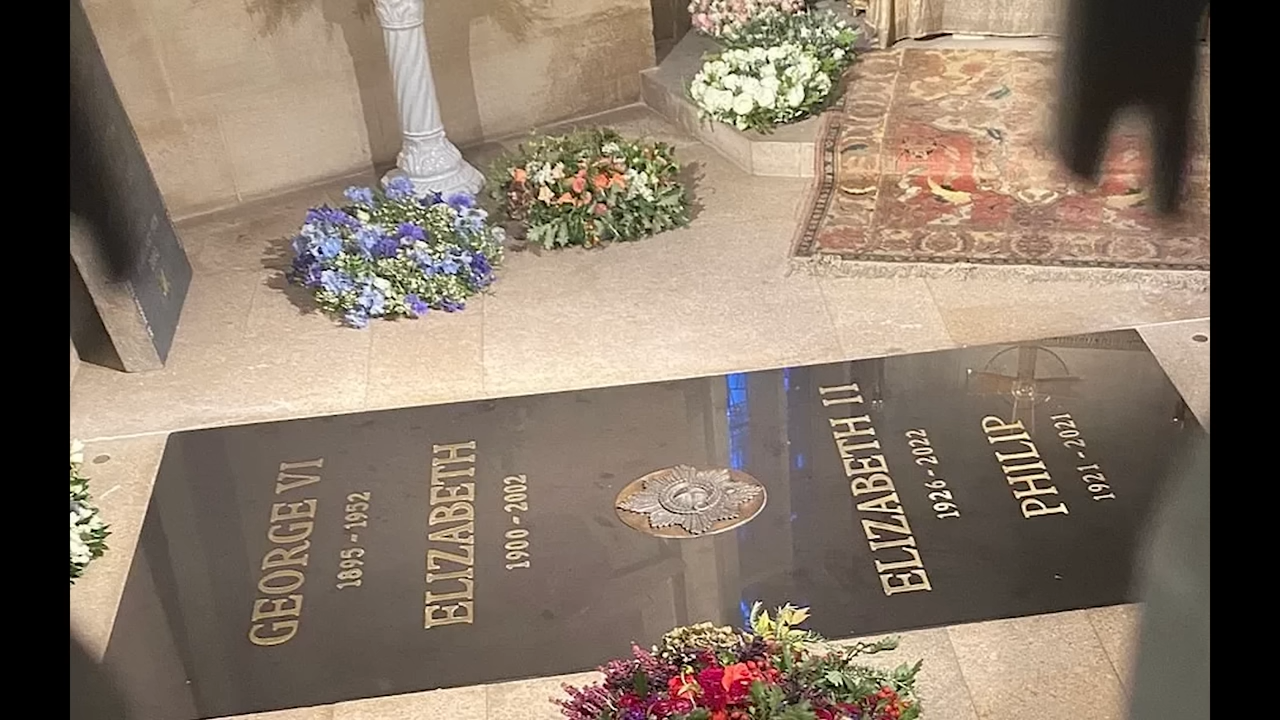 GEORGE VI
1895 - 1952
ELIZABETH
1900 - 2002
ELIZABETH II
1926 - 2022
PHILIP
1921 - 2021